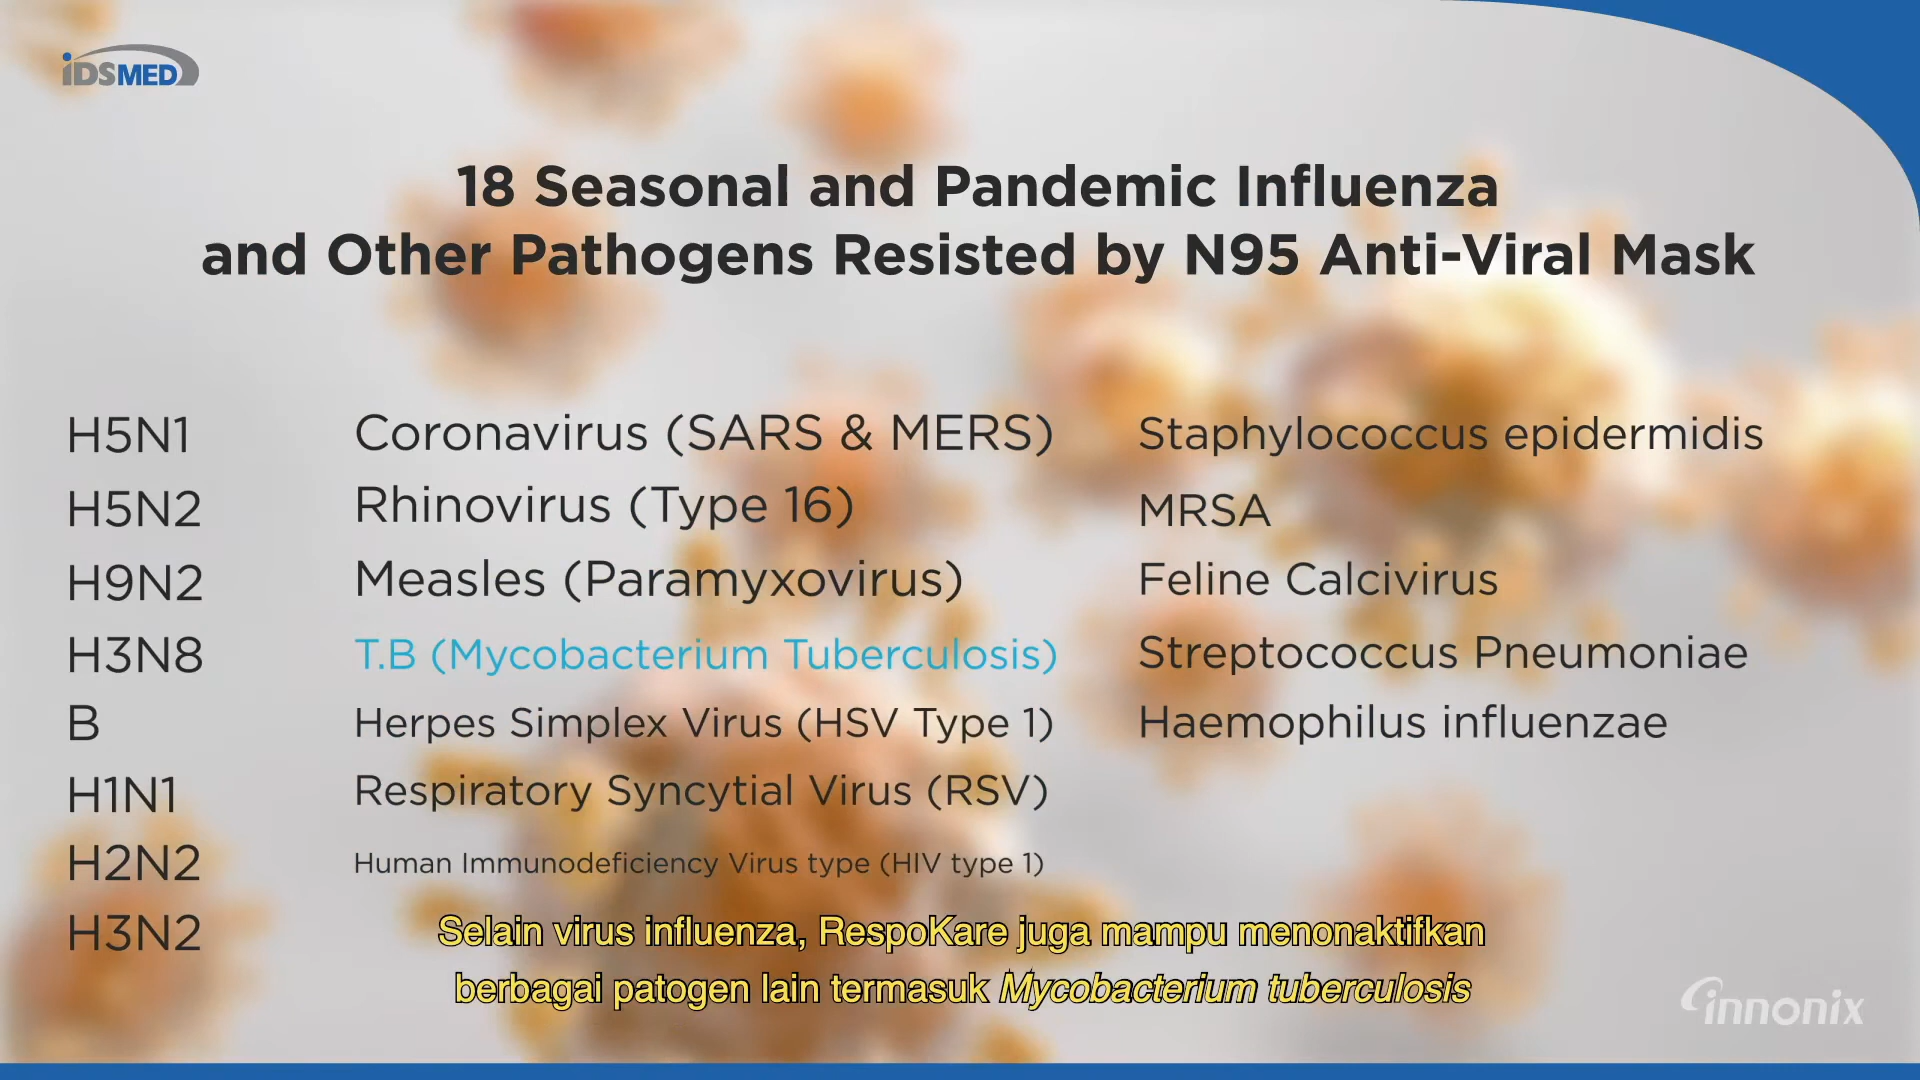 iDSMED
18 Seasonal and Pandemic Influenza
and Other Pathogens Resisted by N95 Anti-Viral Mask
H5N1
H5N2
H9N2
H3N8
B
H1N1
H2N2
H3N2
Coronavirus (SARS & MERS)
Rhinovirus (Type 16)
Measles (Paramyxovirus)
T.B (Mycobacterium Tuberculosis)
Herpes Simplex Virus (HSV Type 1)
Respiratory Syncytial Virus (RSV)
Human Immunodeficiency Virus type (HIV type 1)
Staphylococcus epidermidis
MRSA
Feline Calcivirus
Streptococcus Pneumoniae
Haemophilus influenzae
Selain virus influenza, RespoKare juga mampu menonaktifkan
berbagai patogen lain termasuk Mycobacterium tuberculosis
innonix